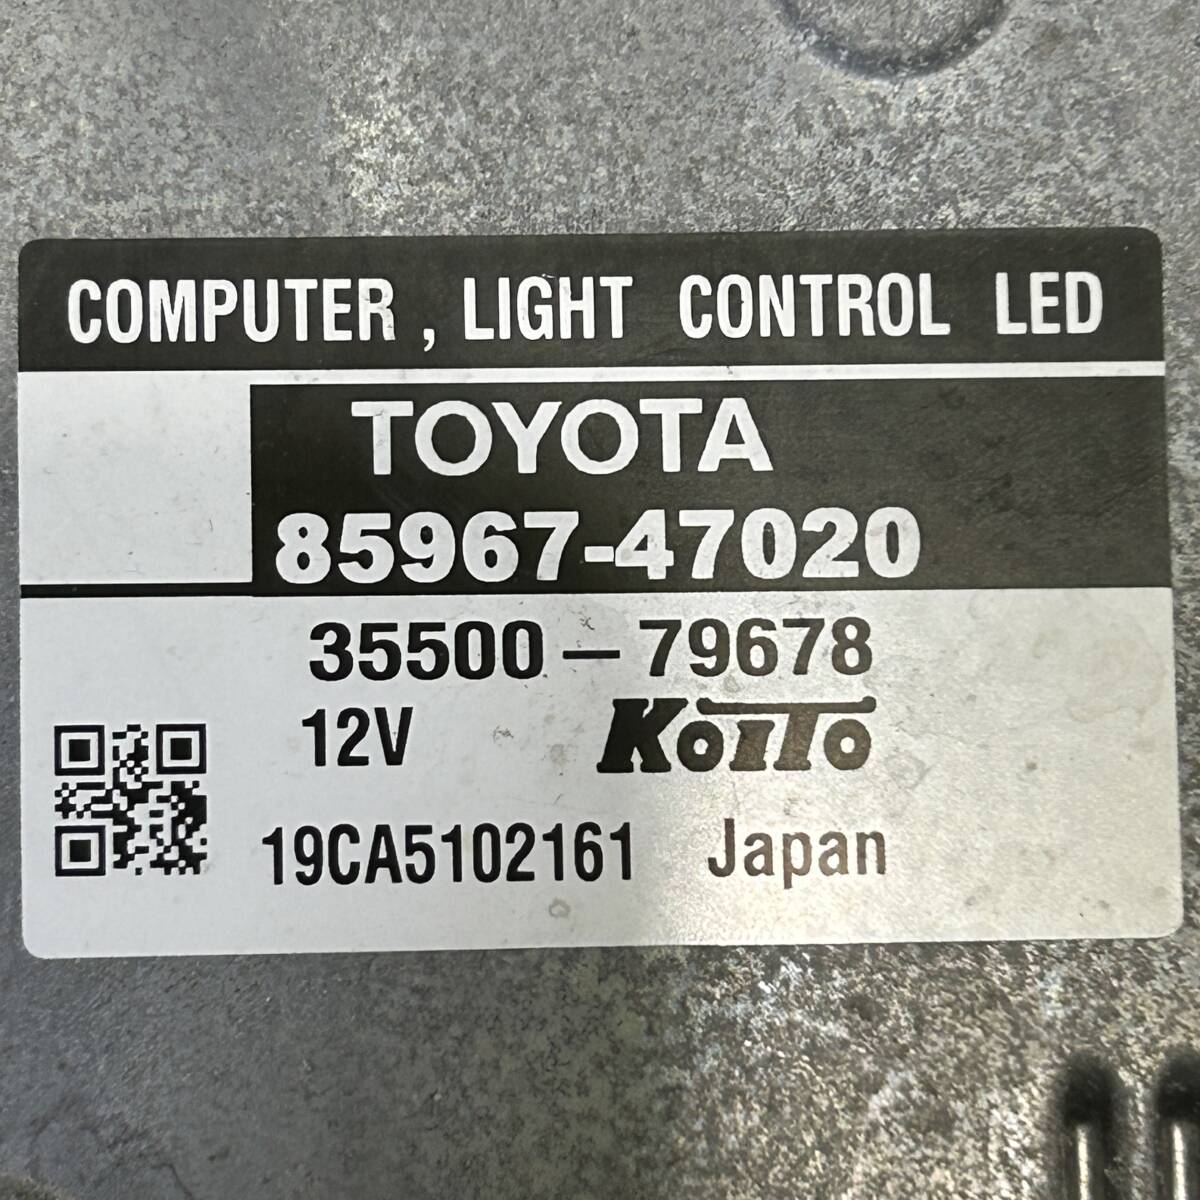 COMPUTER , LIGHT CONTROL LED
TOYOTA
85967-47020
35500-79678
12V KOITO
19CA5102161 Japan